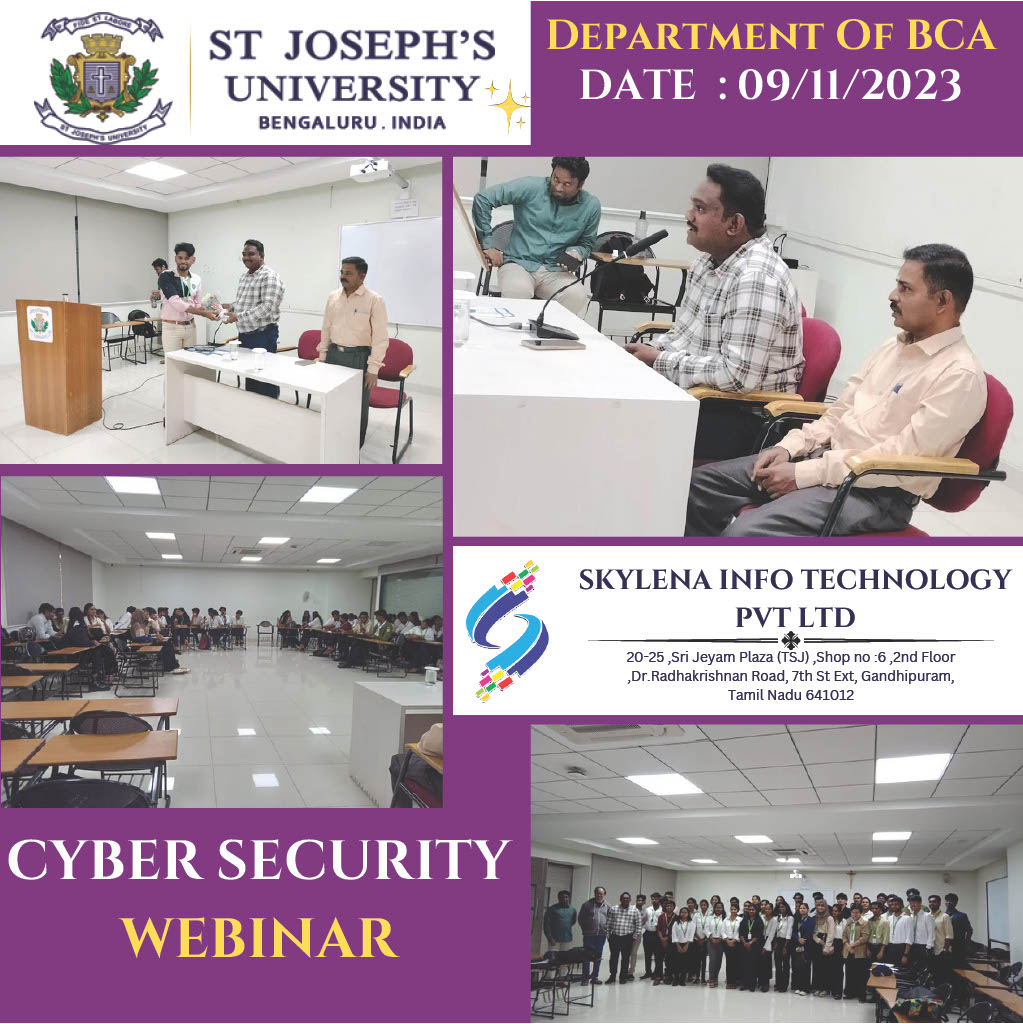 FIDE ET LABORE
ST JOSEPH'S UNIVERSITY
ST JOSEPH'S
UNIVERSITY
BENGALURU . INDIA
DEPARTMENT OF BCA
DATE : 09/11/2023
SKYLENA INFO TECHNOLOGY
PVT LTD
20-25 ,Sri Jeyam Plaza (TSJ) ,Shop no :6 ,2nd Floor
,Dr.Radhakrishnan Road, 7th St Ext, Gandhipuram,
Tamil Nadu 641012
CYBER SECURITY
WEBINAR